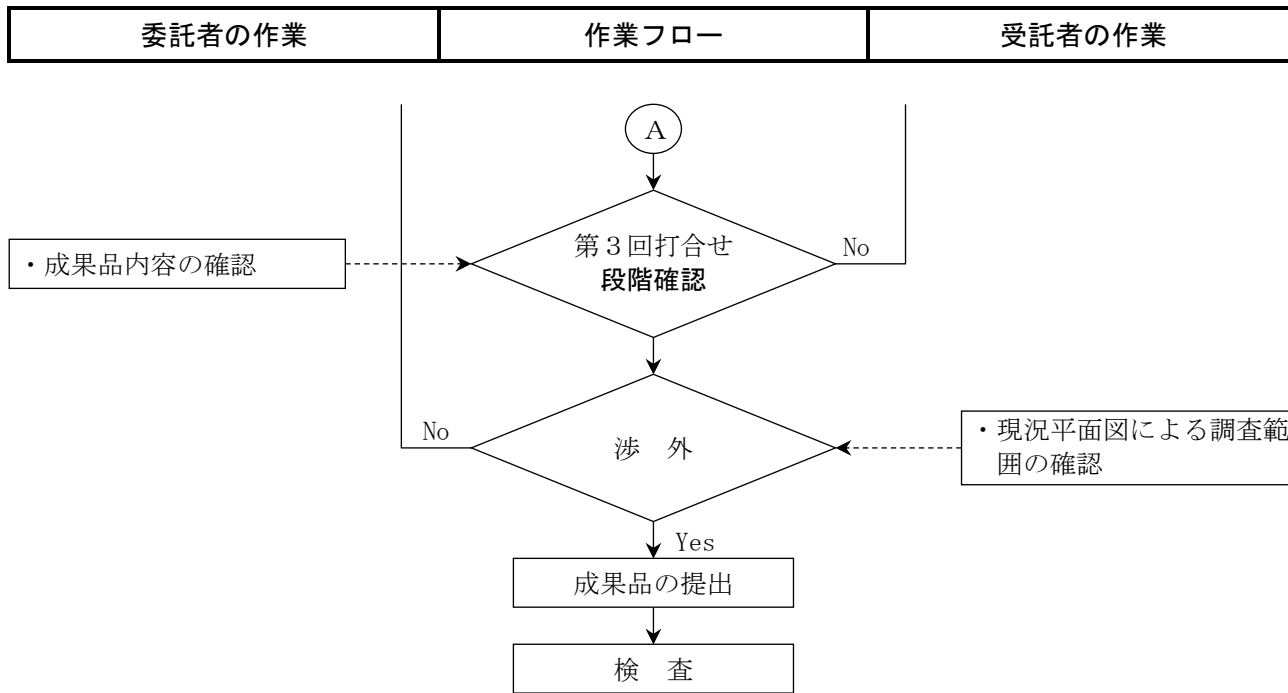 委託者の作業
作業フロー
受託者の作業
A
第３回打合せ
段階確認
No
・成果品内容の確認
渉　外
No
・現況平面図による調査範
囲の確認
Yes
成果品の提出
検　査